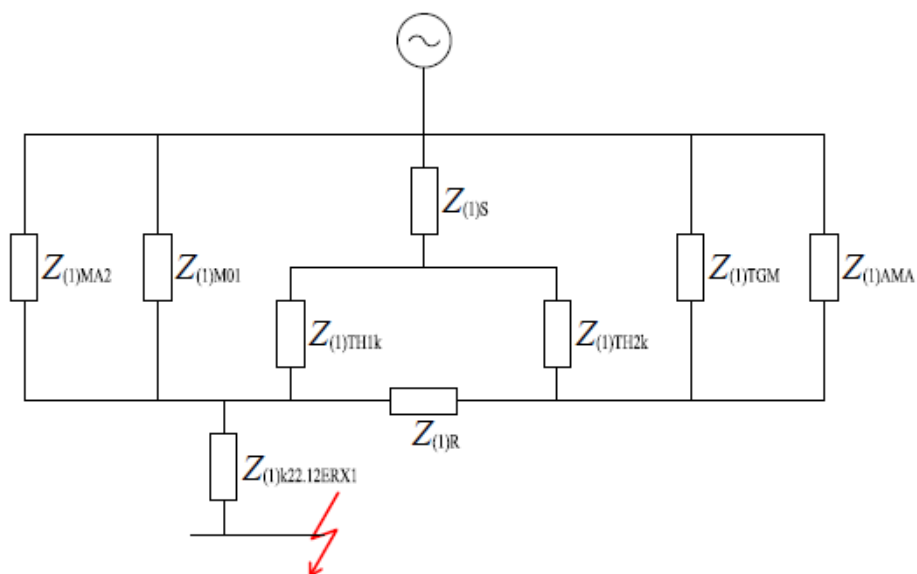 Z(1)S
Z(1)MA2
Z(1)M01
Z(1)TGM
Z(1)AMA
Z(1)TH1k
Z(1)TH2k
Z(1)R
Z(1)k22.12ERX1